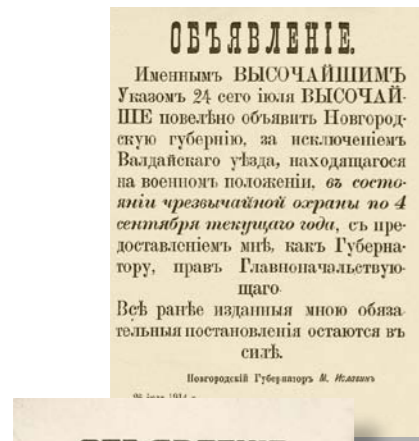 ОБЪЯВЛЕНІЕ.
Именнымъ ВЫСОЧАЙШИМЪ
Указомъ 24 сего іюля ВЫСОЧАЙ-
ШЕ повелѣно объявить Новгород-
скую губернію, за исключеніемъ
Валдайскаго уѣзда, находящагося
на военномъ положеніи, въ состо-
яніи чрезвычайной охраны по 4
сентября текущаго года, съ пре-
доставленіемъ мнѣ, какъ Губерна-
тору, правъ Главноначальствую-
щаго.
Всѣ ранѣе изданныя мною обяза-
тельныя постановленія остаются въ
силѣ.
Новгородскій Губернаторъ М. Иславинъ